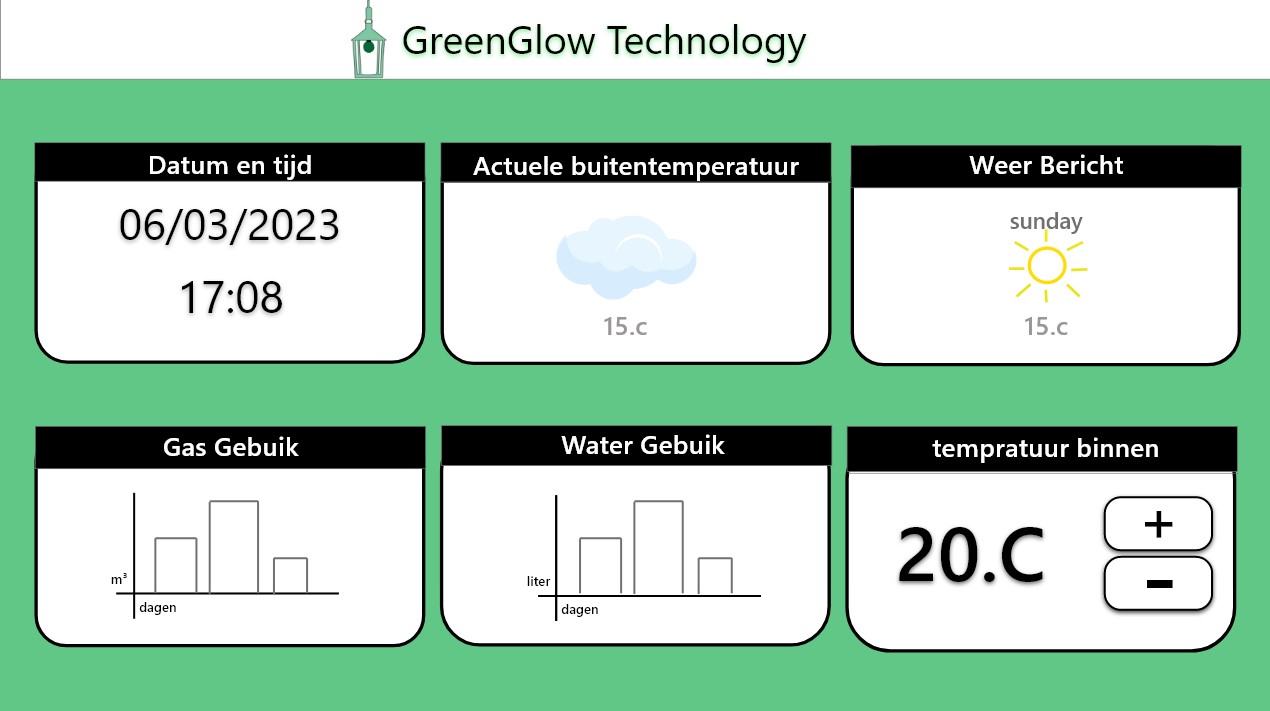 GreenGlow Technology
Datum en tijd
06/03/2023
17:08
Actuele buitentemperatuur
15.c
Weer Bericht
sunday
15.c
Gas Gebuik
m³
dagen
Water Gebuik
liter
dagen
tempratuur binnen
20.C
+
-